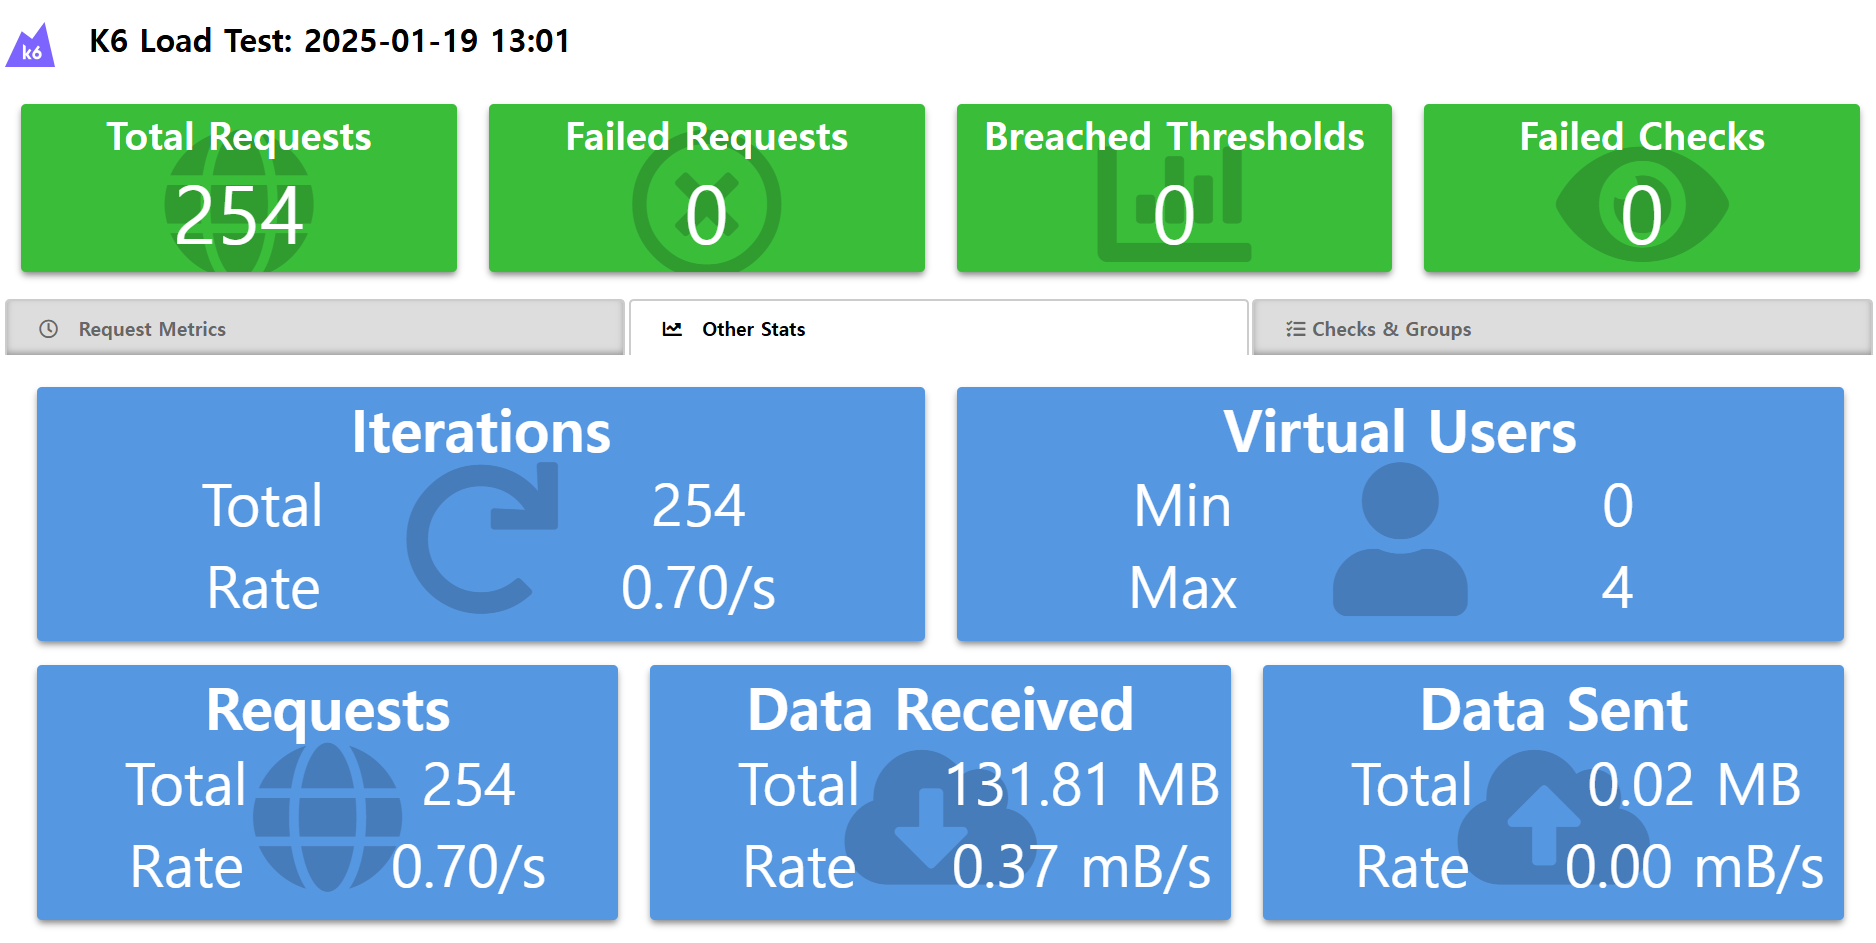 k6
K6 Load Test: 2025-01-19 13:01
Total Requests
254
Failed Requests
0
Breached Thresholds
0
Failed Checks
0
Request Metrics
Other Stats
Checks & Groups
Iterations
Total 254
Rate 0.70/s
Virtual Users
Min 0
Max 4
Requests
Total 254
Rate 0.70/s
Data Received
Total 131.81 MB
Rate 0.37 mB/s
Data Sent
Total 0.02 MB
Rate 0.00 mB/s